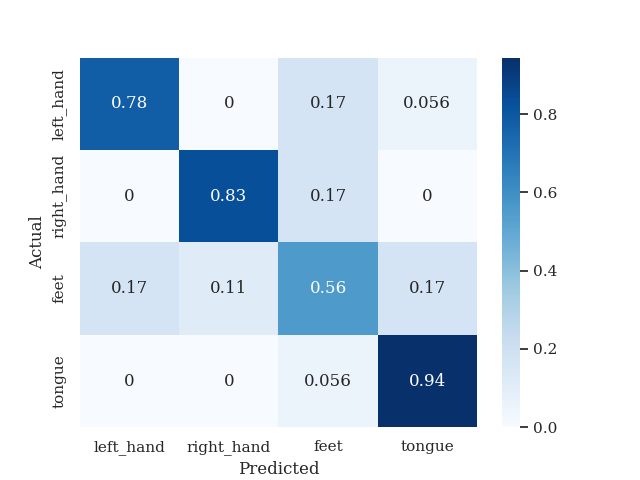 left_hand 0.78 0 0.17 0.056
right_hand 0 0.83 0.17 0
feet 0.17 0.11 0.56 0.17
tongue 0 0 0.056 0.94
left_hand right_hand feet tongue
Predicted
Actual
0.8
0.6
0.4
0.2
0.0